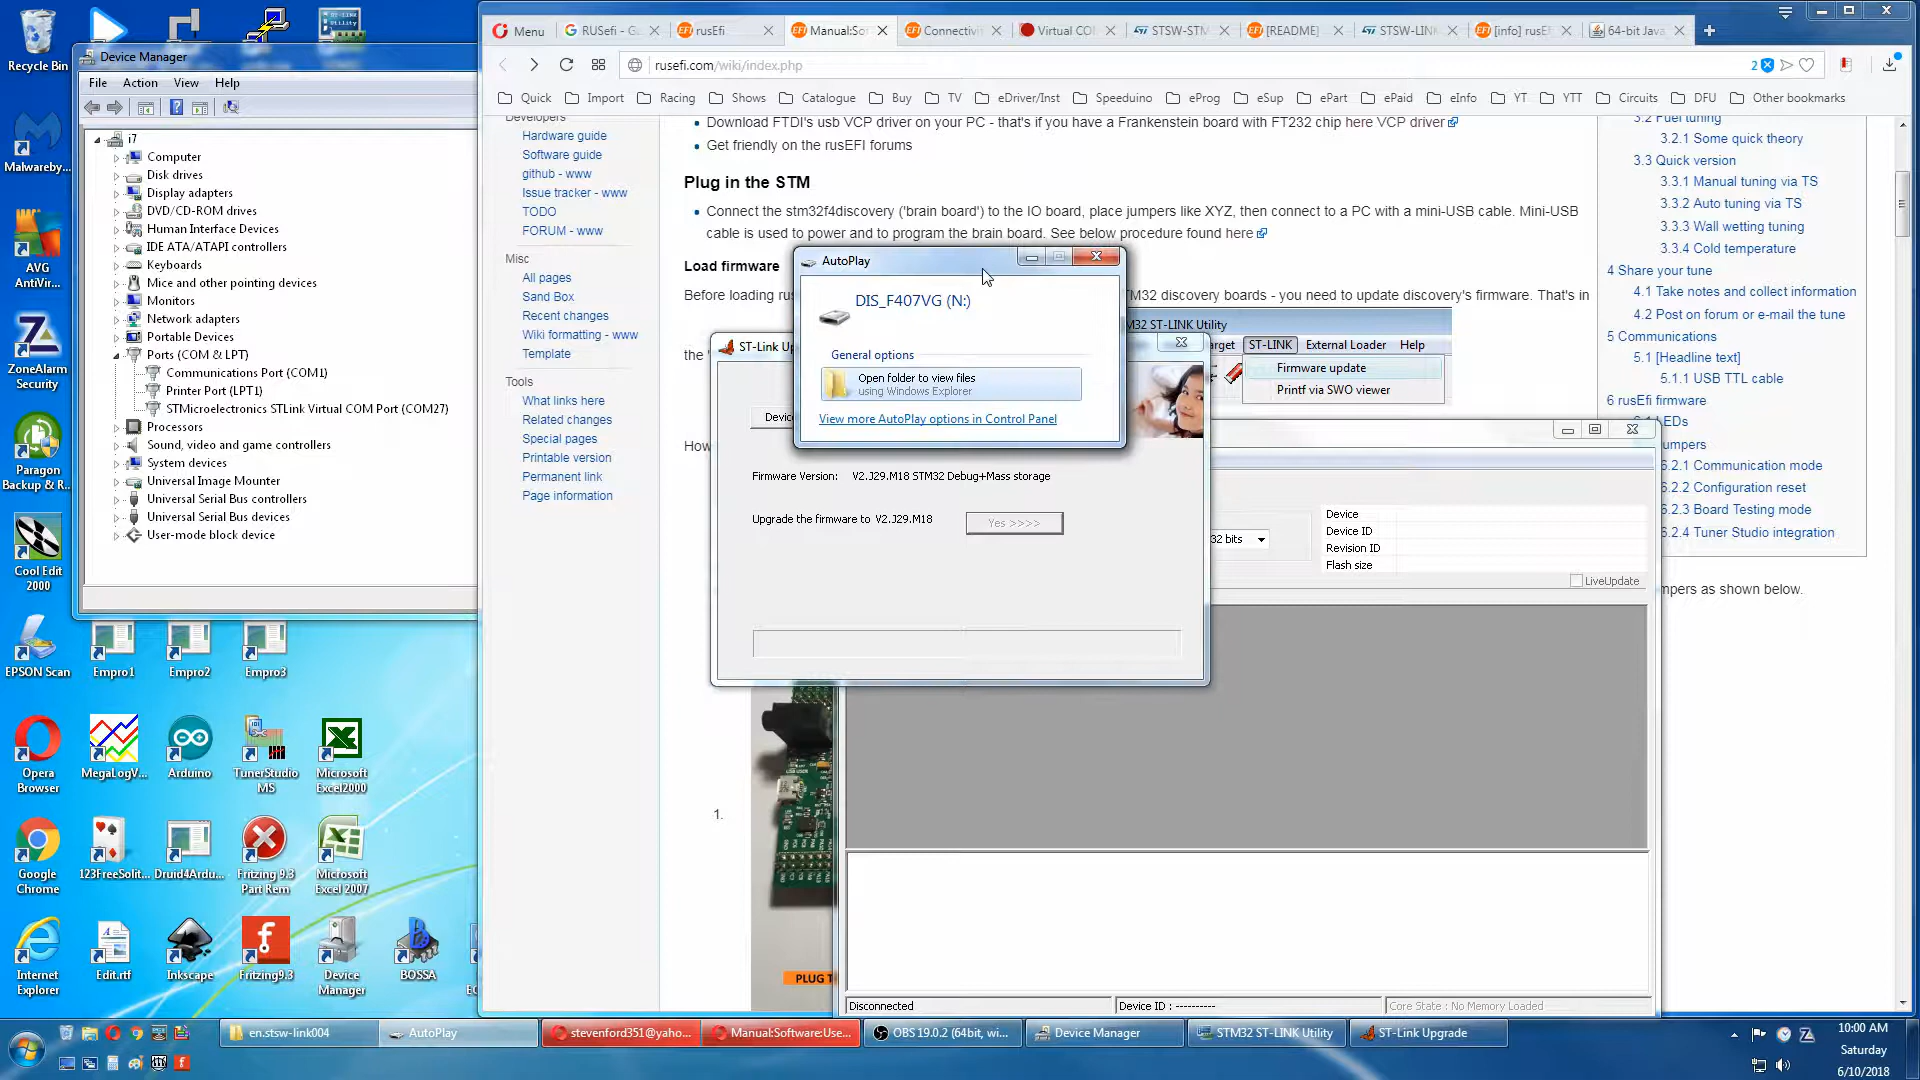 Recycle Bin
Malwareby...
AVG
AntiVir...
ZoneAlarm
Security
Paragon
Backup & R...
Cool Edit
2000
EPSON Scan
Opera
Browser
Google
Chrome
Internet
Explorer
Device Manager
File Action View Help
i7
Computer
Disk drives
Display adapters
DVD/CD-ROM drives
Human Interface Devices
IDE ATA/ATAPI controllers
Keyboards
Mice and other pointing devices
Monitors
Network adapters
Portable Devices
Ports (COM & LPT)
Communications Port (COM1)
Printer Port (LPT1)
STMicroelectronics STLink Virtual COM Port (COM27)
Processors
Sound, video and game controllers
System devices
Universal Image Mounter
Universal Serial Bus controllers
Universal Serial Bus devices
User-mode block device
Empro1
Empro2
Empro3
MegaLogV...
Arduino
TunerStudio
MS
Microsoft
Excel2000
123FreeSolit...
Druid4Ardu...
Fritzing 9.3
Part Rem
Microsoft
Excel 2007
Edit.rtf
Inkscape
Fritzing9.3
Device
Manager
BOSSA
Menu
RUSefi - G
rusEfi
Manual:Sof
Connectivi
Virtual CO
STSW-STM
[README]
STSW-LINK
[info] rusE
64-bit Java
rusefi.com/wiki/index.php
2
Quick Import Racing Shows Catalogue Buy TV eDriver/Inst Speeduino eProg eSup ePart ePaid eInfo YT YTT Circuits DFU Other bookmarks
Developers
Hardware guide
Software guide
github - www
Issue tracker - www
TODO
FORUM - www
Misc
All pages
Sand Box
Recent changes
Wiki formatting - www
Template
Tools
What links here
Related changes
Special pages
Printable version
Permanent link
Page information
Download FTDI's usb VCP driver on your PC - that's if you have a Frankenstein board with FT232 chip here VCP driver
Get friendly on the rusEFI forums
Plug in the STM
Connect the stm32f4discovery ('brain board') to the IO board, place jumpers like XYZ, then connect to a PC with a mini-USB cable. Mini-USB
cable is used to power and to program the brain board. See below procedure found here
Load firmware
Before loading rus
TM32 discovery boards - you need to update discovery's firmware. That's in
the '
How
1.
PLUG T
mpers as shown below.
3.2 Fuel tuning
3.2.1 Some quick theory
3.3 Quick version
3.3.1 Manual tuning via TS
3.3.2 Auto tuning via TS
3.3.3 Wall wetting tuning
3.3.4 Cold temperature
4 Share your tune
4.1 Take notes and collect information
4.2 Post on forum or e-mail the tune
5 Communications
5.1 [Headline text]
5.1.1 USB TTL cable
6 rusEfi firmware
LEDs
umpers
6.2.1 Communication mode
6.2.2 Configuration reset
6.2.3 Board Testing mode
6.2.4 Tuner Studio integration
AutoPlay
DIS_F407VG (N:)
General options
Open folder to view files
using Windows Explorer
View more AutoPlay options in Control Panel
M32 ST-LINK Utility
arget ST-LINK External Loader Help
Firmware update
Printf via SWO viewer
ST-Link Up
Devic
Firmware Version: V2.J29.M18 STM32 Debug+Mass storage
Upgrade the firmware to V2.J29.M18
Yes >>>>
32 bits
Device
Device ID
Revision ID
Flash size
LiveUpdate
Disconnected
Device ID : ----------
Core State : No Memory Loaded
en.stsw-link004
AutoPlay
stevenford351@yaho...
Manual:Software:Use...
OBS 19.0.2 (64bit, wi...
Device Manager
STM32 ST-LINK Utility
ST-Link Upgrade
10:00 AM
Saturday
6/10/2018